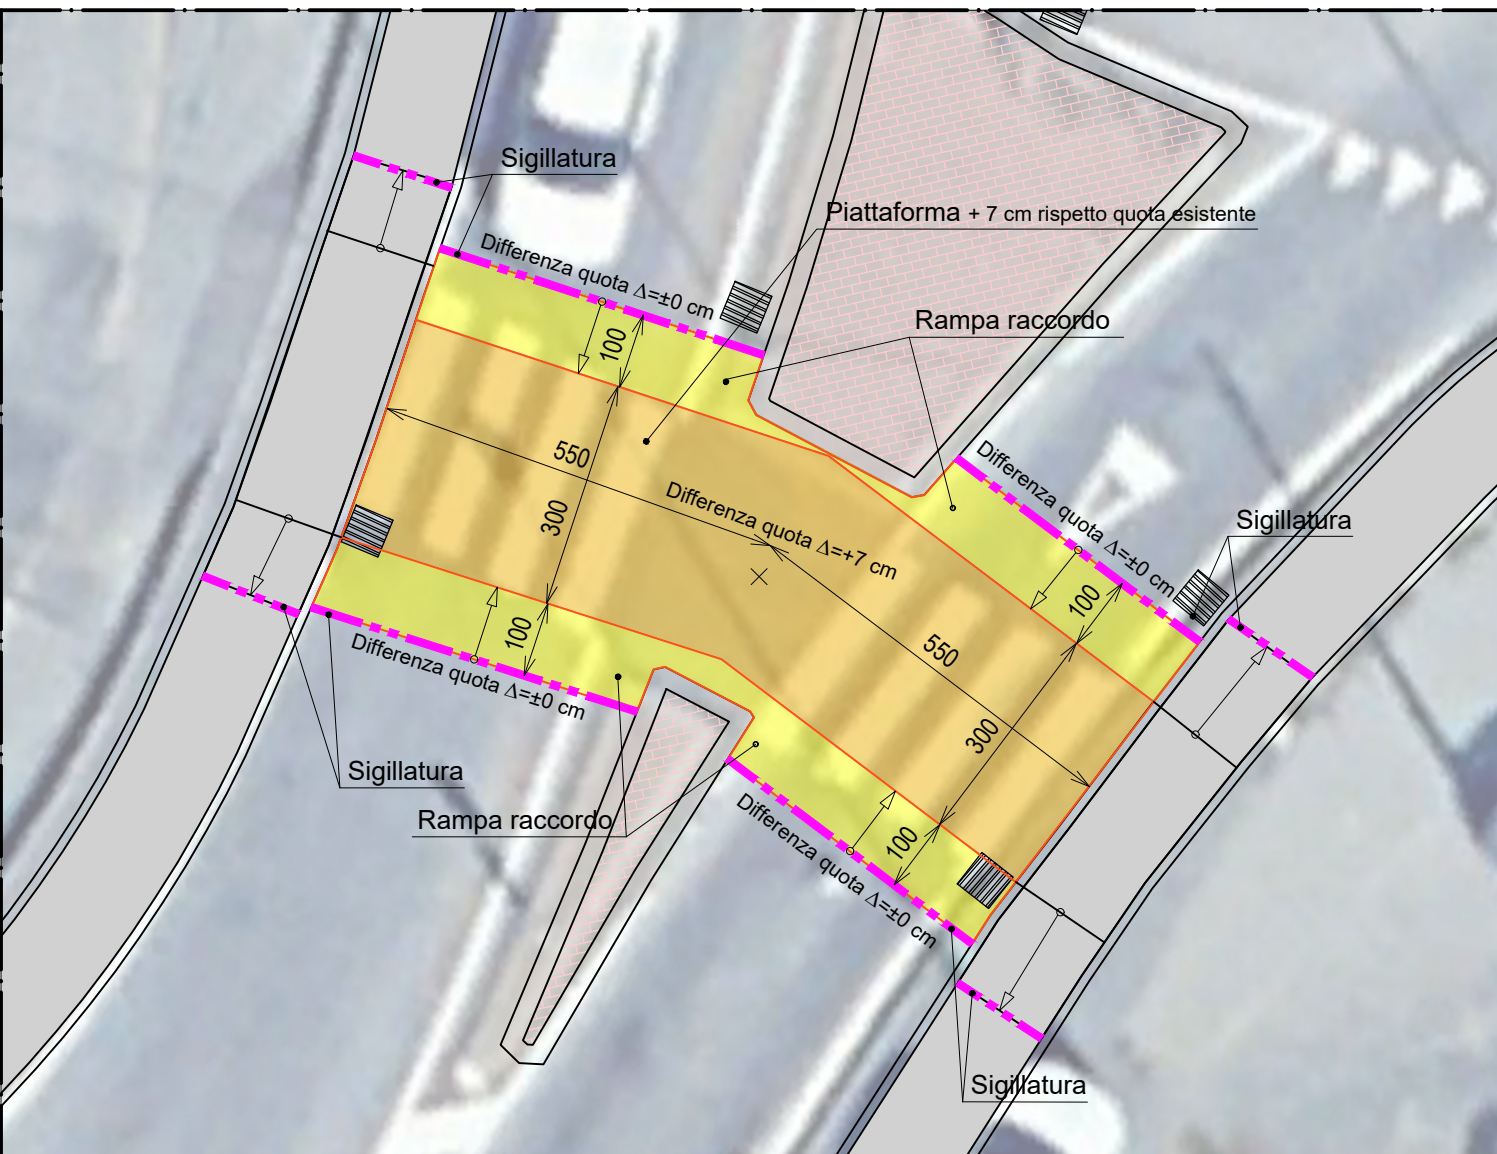 Sigillatura
Piattaforma + 7 cm rispetto quota esistente
Differenza quota Δ=±0 cm
Rampa raccordo
100
550
300
Differenza quota Δ=+7 cm
Differenza quota Δ=±0 cm
Sigillatura
100
100
550
Differenza quota Δ=±0 cm
300
Sigillatura
Rampa raccordo
Differenza quota Δ=±0 cm
100
Sigillatura